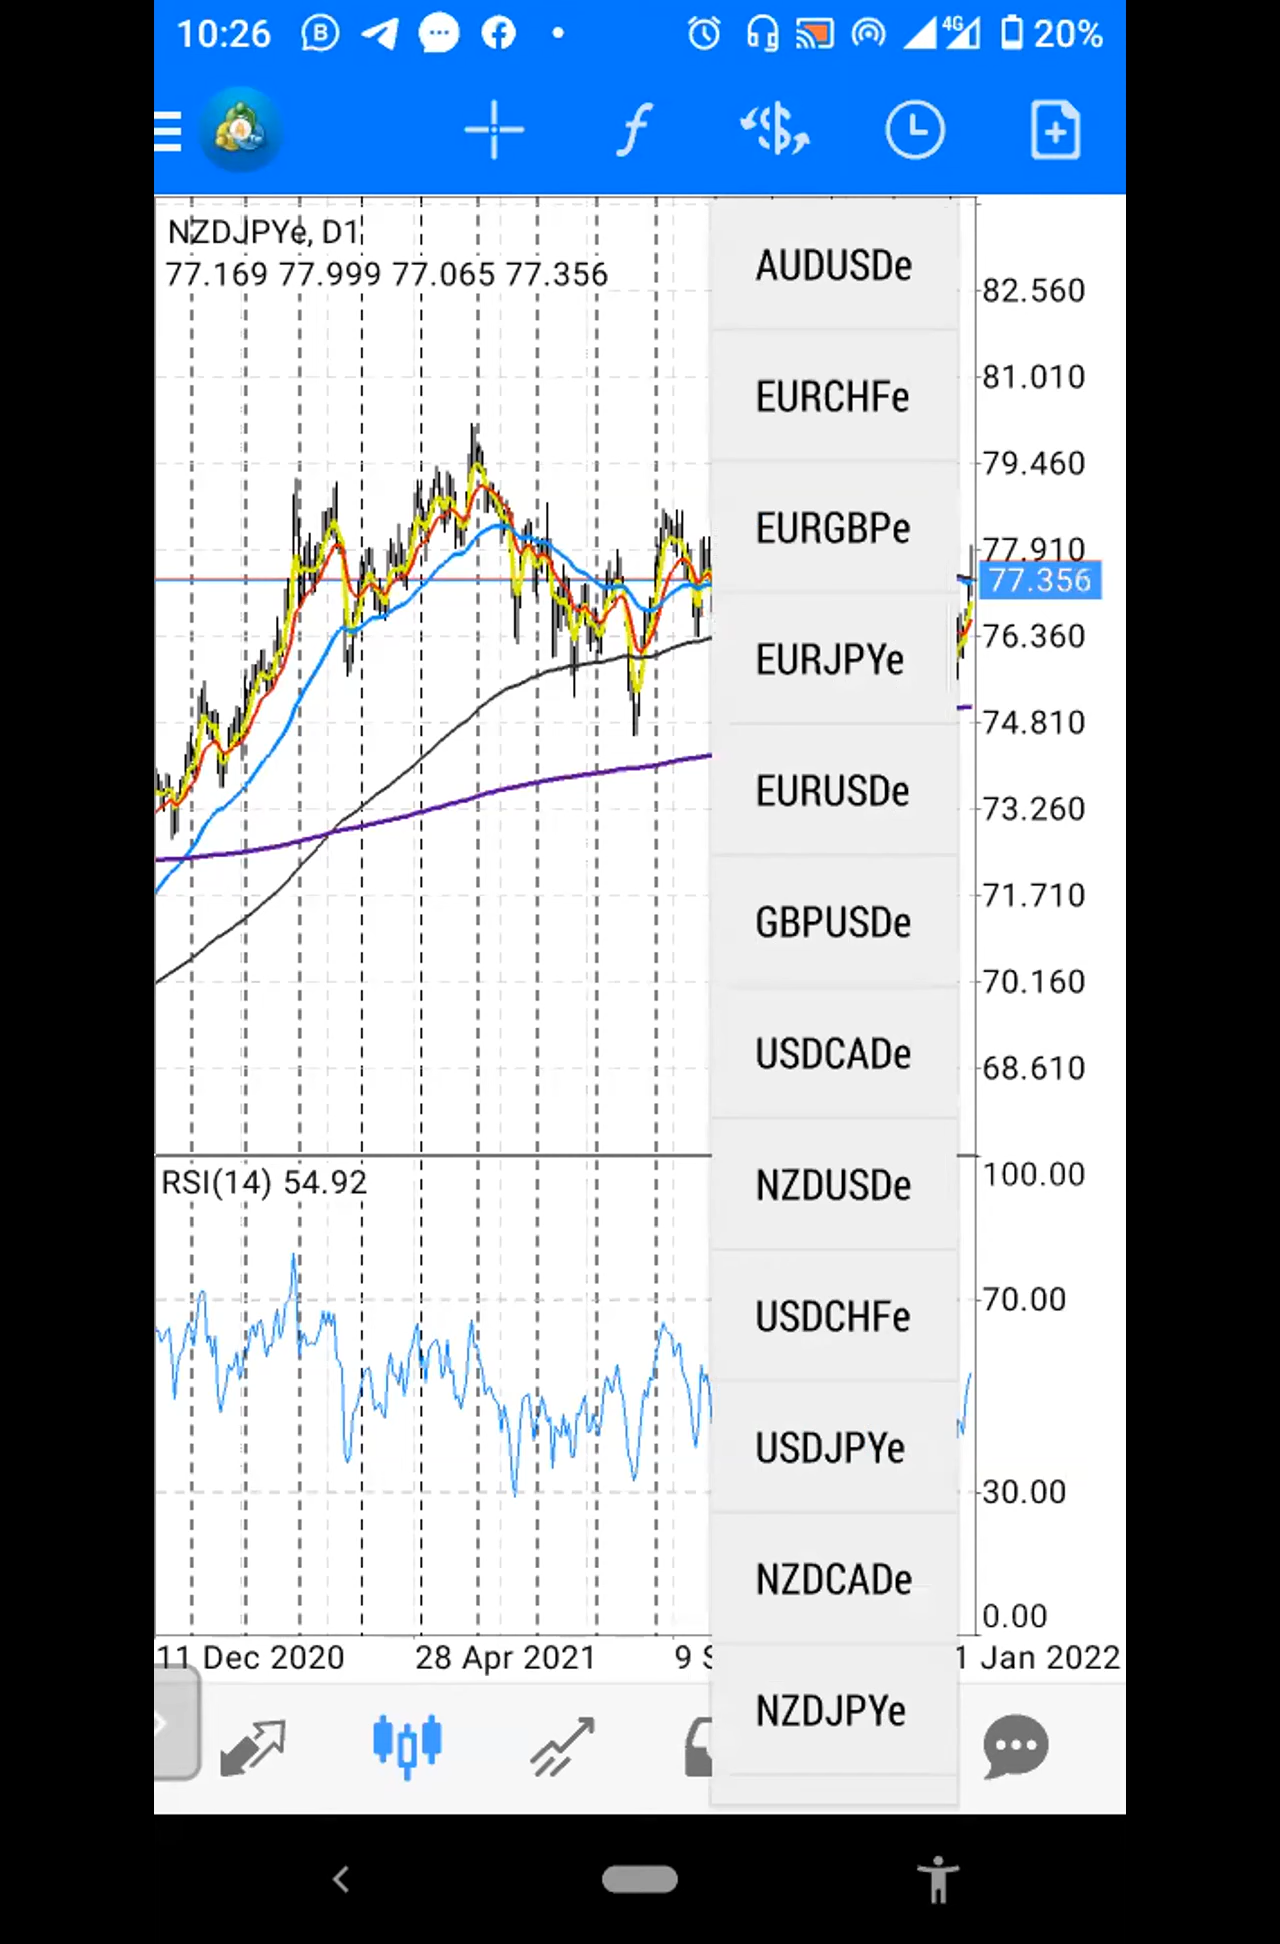 10:26
4G
20%
NZDJPYe, D1
77.169 77.999 77.065 77.356
82.560
81.010
79.460
77.910
77.356
76.360
74.810
73.260
71.710
70.160
68.610
AUDUSDe
EURCHFe
EURGBPe
EURJPYe
EURUSDe
GBPUSDe
USDCADe
NZDUSDe
USDCHFe
USDJPYe
NZDCADe
NZDJPYe
RSI(14) 54.92
100.00
70.00
30.00
0.00
11 Dec 2020
28 Apr 2021
9 S
1 Jan 2022